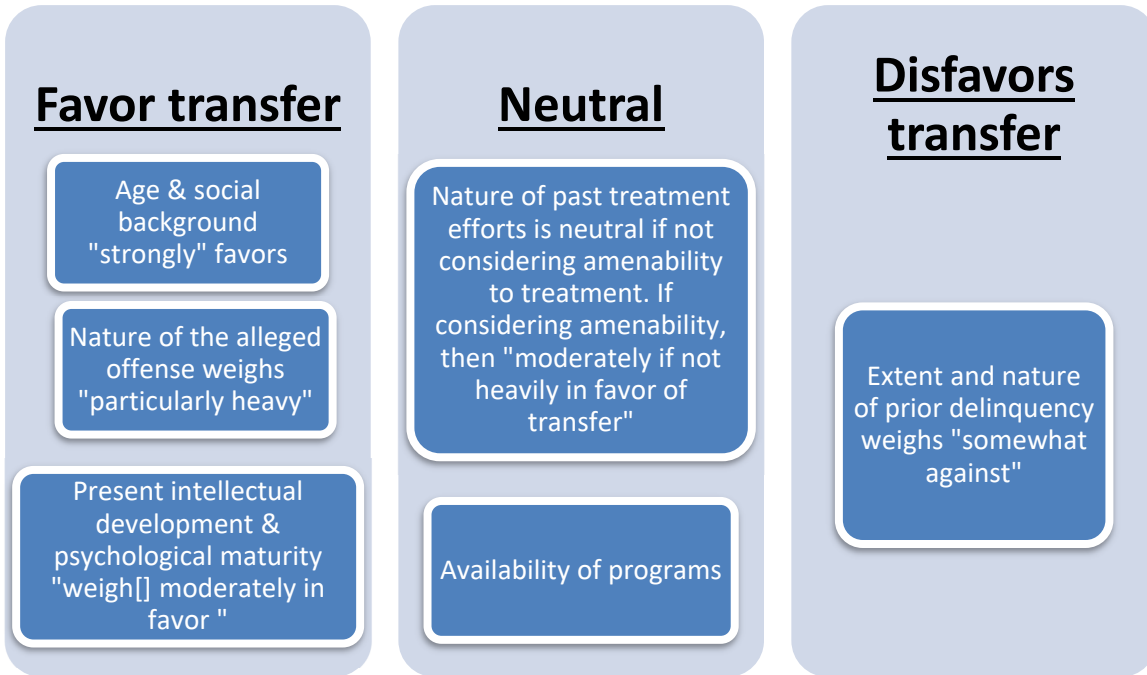 Favor transfer
Age & social
background
"strongly" favors
Nature of the alleged
offense weighs
"particularly heavy"
Present intellectual
development &
psychological maturity
"weigh[] moderately in
favor "
Neutral
Nature of past treatment
efforts is neutral if not
considering amenability
to treatment. If
considering amenability,
then "moderately if not
heavily in favor of
transfer"
Availability of programs
Disfavors
transfer
Extent and nature
of prior delinquency
weighs "somewhat
against"